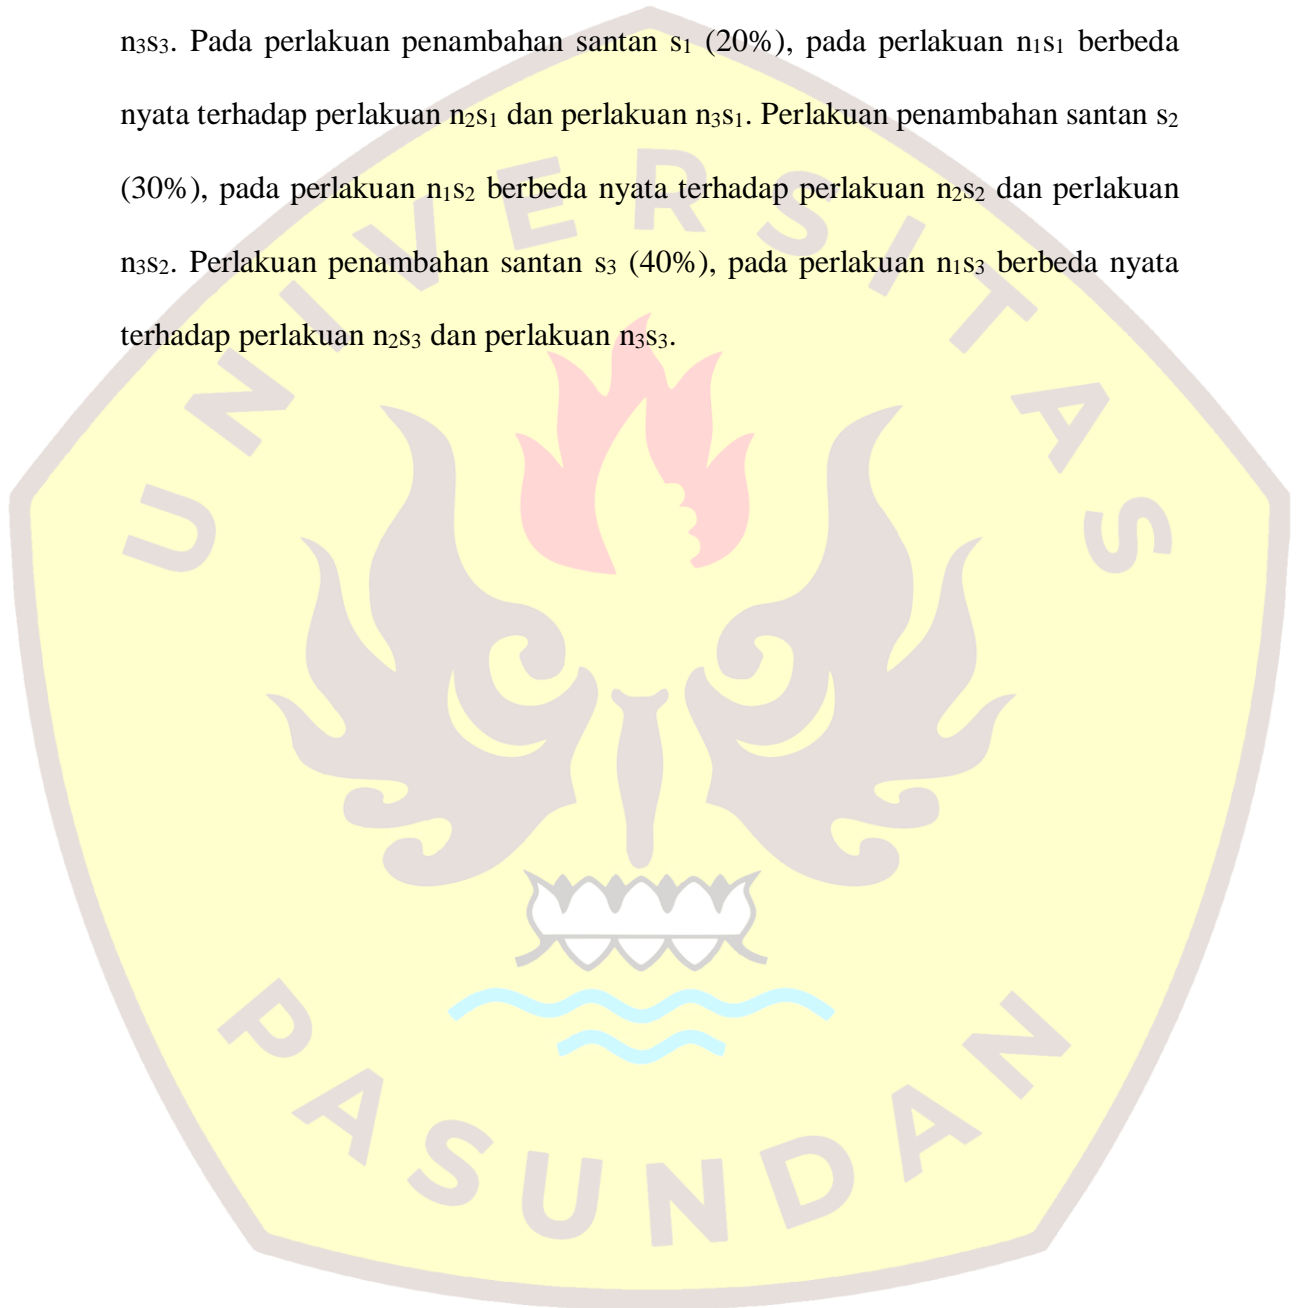 n₃s₃. Pada perlakuan penambahan santan s₁ (20%), pada perlakuan n₁s₁ berbeda
nyata terhadap perlakuan n₂s₁ dan perlakuan n₃s₁. Perlakuan penambahan santan s₂
(30%), pada perlakuan n₁s₂ berbeda nyata terhadap perlakuan n₂s₂ dan perlakuan
n₃s₂. Perlakuan penambahan santan s₃ (40%), pada perlakuan n₁s₃ berbeda nyata
terhadap perlakuan n₂s₃ dan perlakuan n₃s₃.
UNIVERSITAS
PASUNDAN